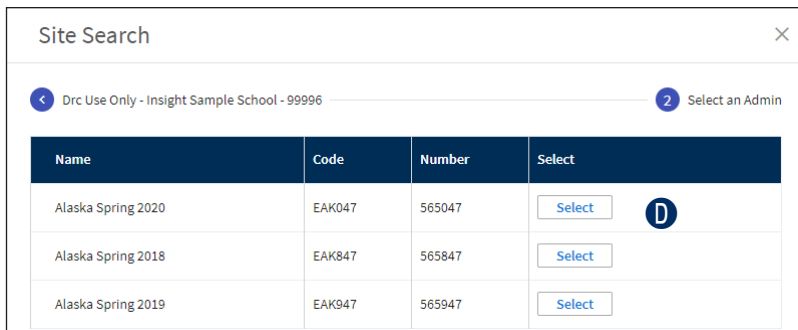 Site Search
Drc Use Only - Insight Sample School - 99996 2 Select an Admin
Name Code Number Select
Alaska Spring 2020 EAK047 565047 Select D
Alaska Spring 2018 EAK847 565847 Select
Alaska Spring 2019 EAK947 565947 Select